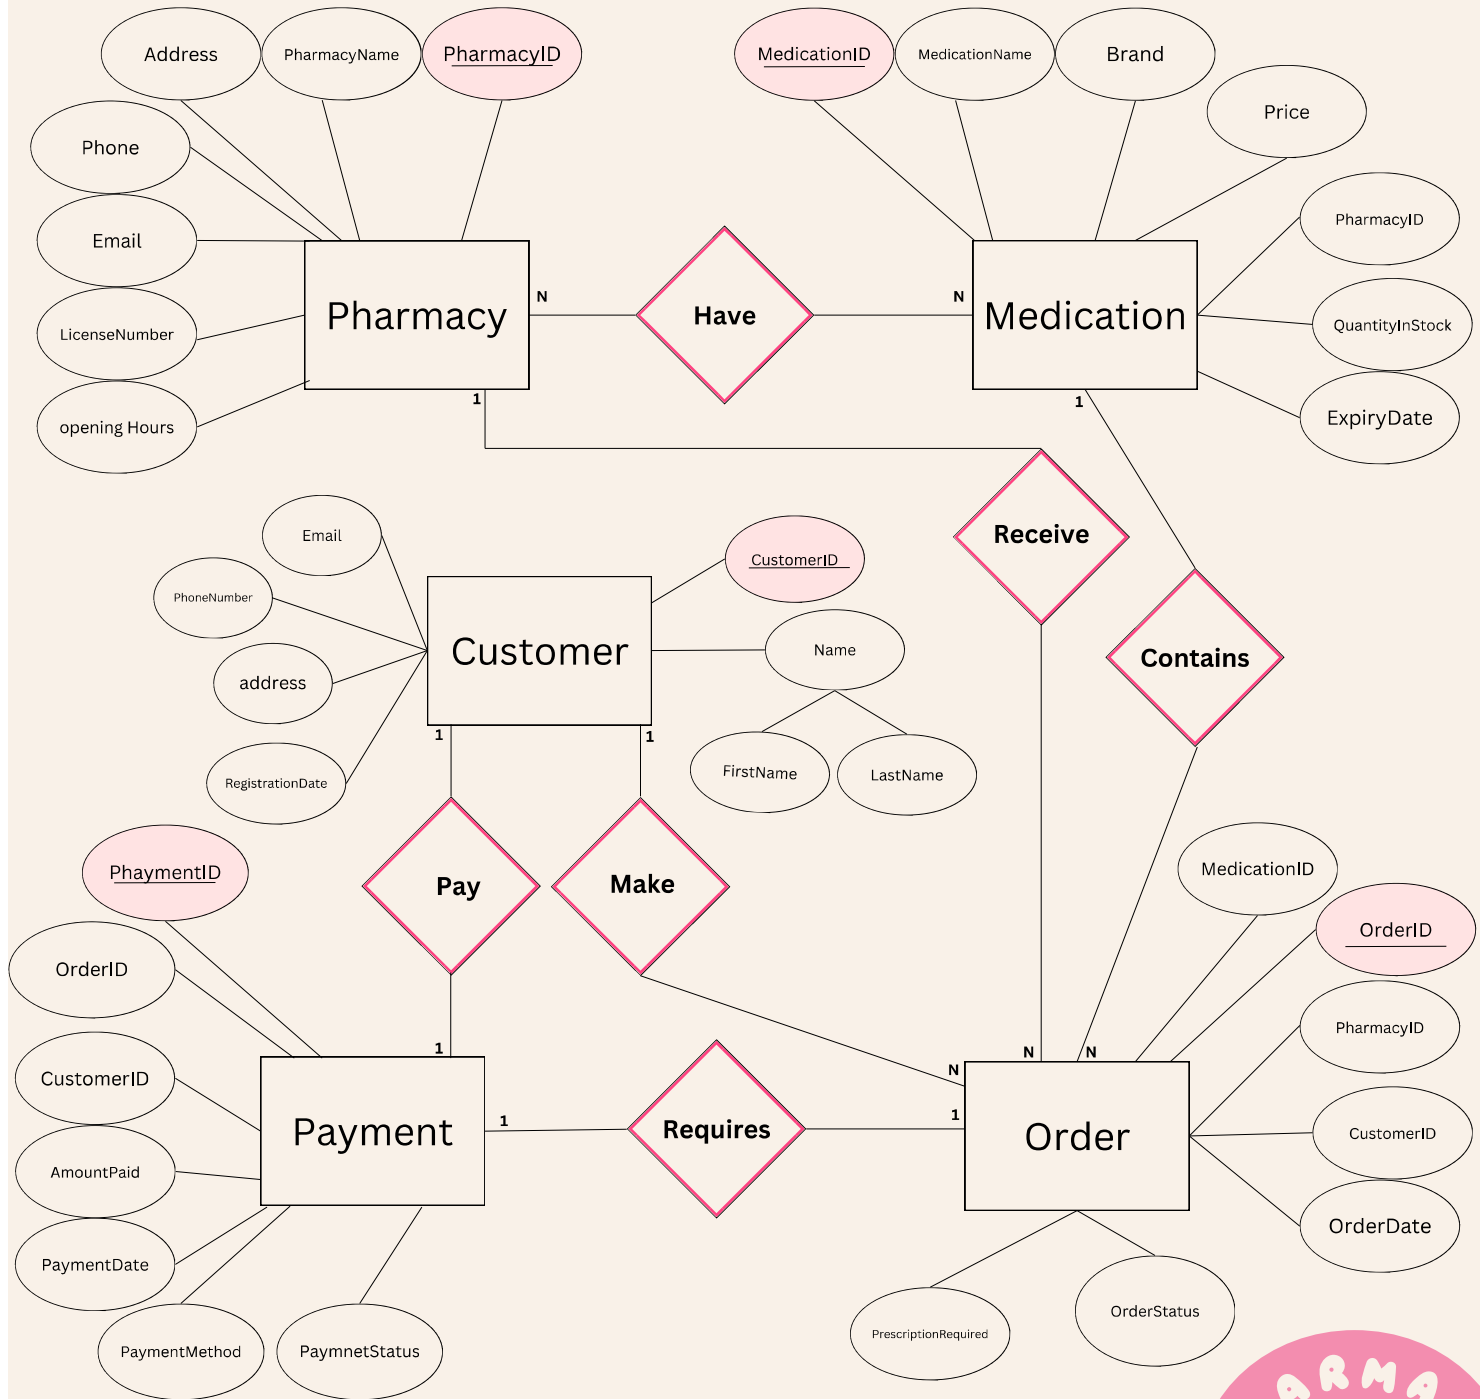 Address
PharmacyName
PharmacyID
MedicationID
MedicationName
Brand
Price
Phone
Email
LicenseNumber
opening Hours
Pharmacy
N
Have
N
Medication
PharmacyID
QuantityInStock
ExpiryDate
1
1
Receive
Contains
Email
PhoneNumber
address
RegistrationDate
Customer
CustomerID
Name
FirstName
LastName
1
1
Pay
Make
PhaymentID
OrderID
CustomerID
AmountPaid
PaymentDate
PaymentMethod
PaymnetStatus
1
Payment
1
Requires
N
N
N
1
Order
MedicationID
OrderID
PharmacyID
CustomerID
OrderDate
PrescriptionRequired
OrderStatus
ARMA